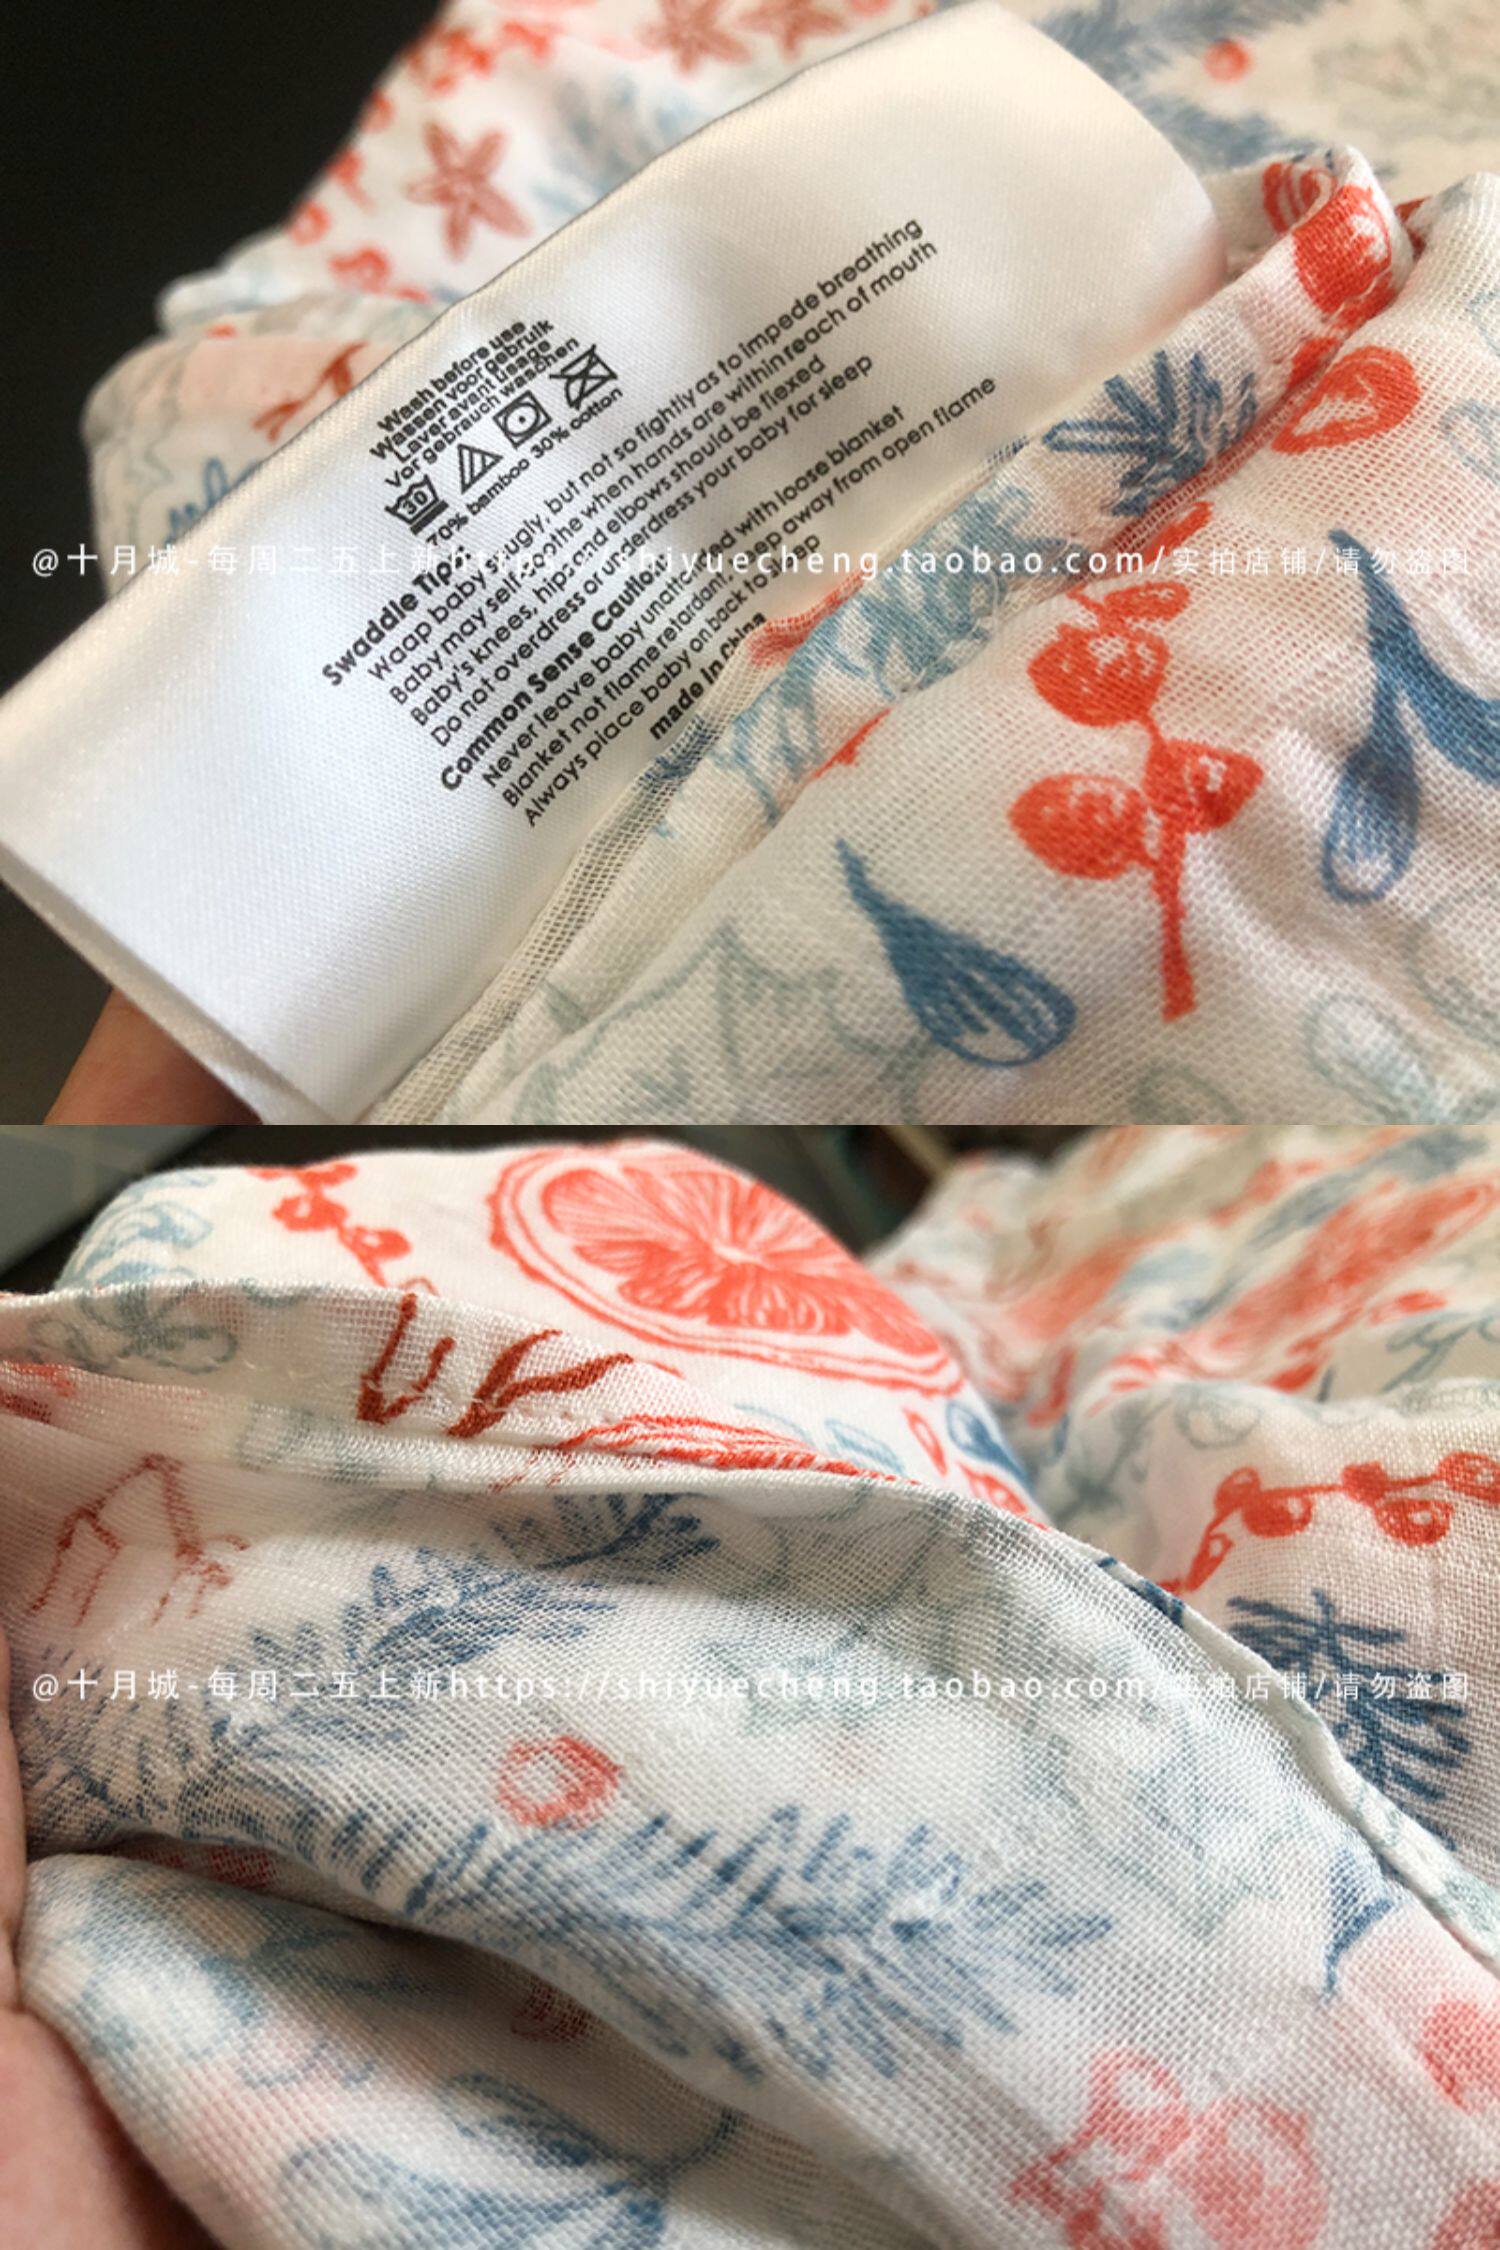 Wash before use
Wassen voor gebruik
Laver avant usage
Vor gebrauch waschen
30
70% bamboo 30% cotton
Swaddle Tips:
Waap baby snugly, but not so tightly as to impede breathing
Baby may self-soothe when hands are within reach of mouth
Baby's knees, hips and elbows should be flexed
Do not overdress or underdress your baby for sleep
Common Sense Caution
Never leave baby unattended with loose blanket
Blanket not flame retardant, keep away from open flame
Always place baby on back to sleep
made in China
@十月城-每周二五上新https://shiyuecheng.taobao.com/实拍店铺/请勿盗图
@十月城-每周二五上新https://shiyuecheng.taobao.com/实拍店铺/请勿盗图